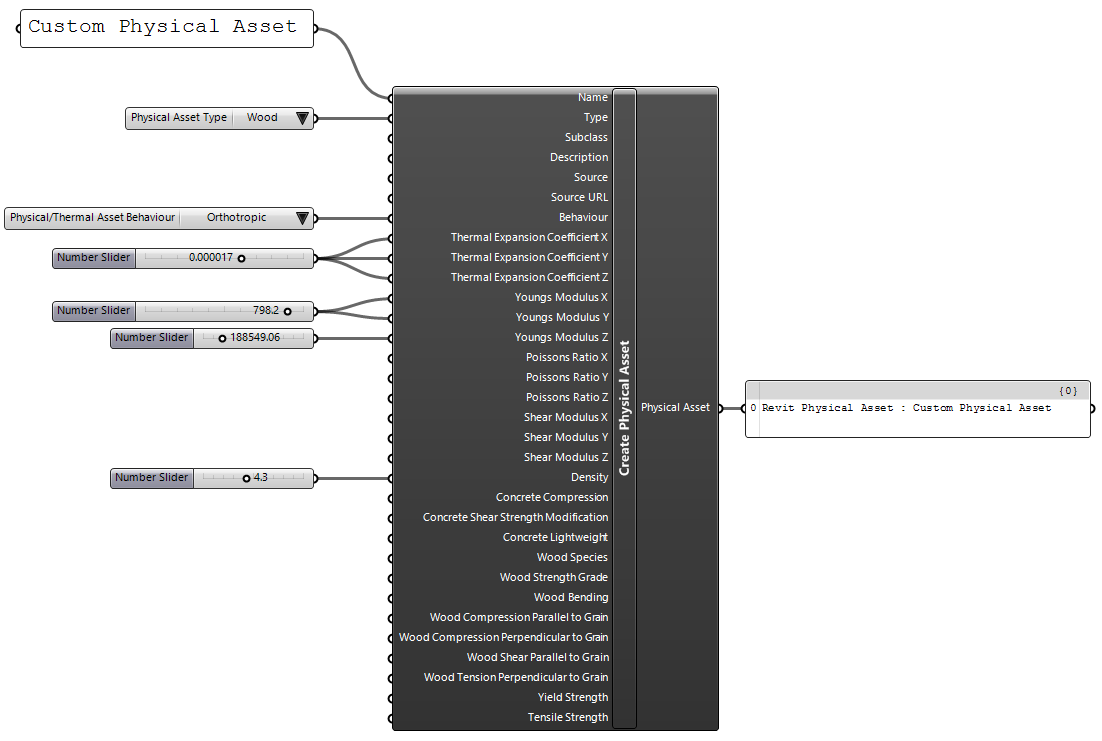 Custom Physical Asset
Physical Asset Type Wood
Physical/Thermal Asset Behaviour Orthotropic
Number Slider 0.000017
Number Slider 798.2
Number Slider 188549.06
Number Slider 4.3
Name
Type
Subclass
Description
Source
Source URL
Behaviour
Thermal Expansion Coefficient X
Thermal Expansion Coefficient Y
Thermal Expansion Coefficient Z
Youngs Modulus X
Youngs Modulus Y
Youngs Modulus Z
Poissons Ratio X
Poissons Ratio Y
Poissons Ratio Z
Shear Modulus X
Shear Modulus Y
Shear Modulus Z
Density
Concrete Compression
Concrete Shear Strength Modification
Concrete Lightweight
Wood Species
Wood Strength Grade
Wood Bending
Wood Compression Parallel to Grain
Wood Compression Perpendicular to Grain
Wood Shear Parallel to Grain
Wood Tension Perpendicular to Grain
Yield Strength
Tensile Strength
Create Physical Asset
Physical Asset
{0}
0 Revit Physical Asset : Custom Physical Asset